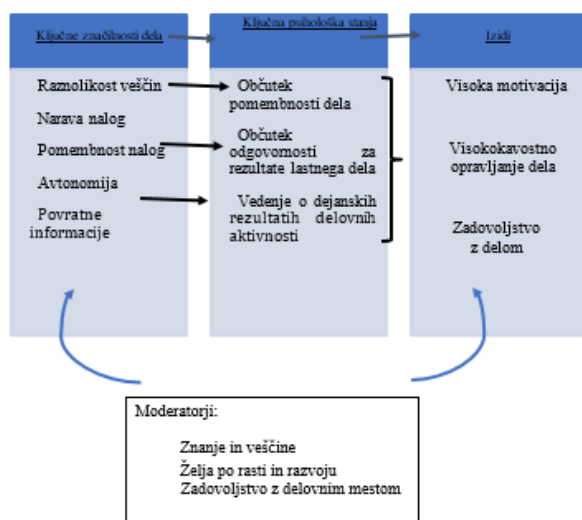 Ključne značilnosti dela
Ključna psihološka stanja
Izidi
Raznolikost veščin
Narava nalog
Pomembnost nalog
Avtonomija
Povratne
informacije
Občutek
pomembnosti dela
Občutek
odgovornosti za
rezultate lastnega dela
Vedenje o dejanskih
rezultatih delovnih
aktivnosti
Visoka motivacija
Visokokavostno
opravljanje dela
Zadovoljstvo
z delom
Moderatorji:
Znanje in veščine
Želja po rasti in razvoju
Zadovoljstvo z delovnim mestom